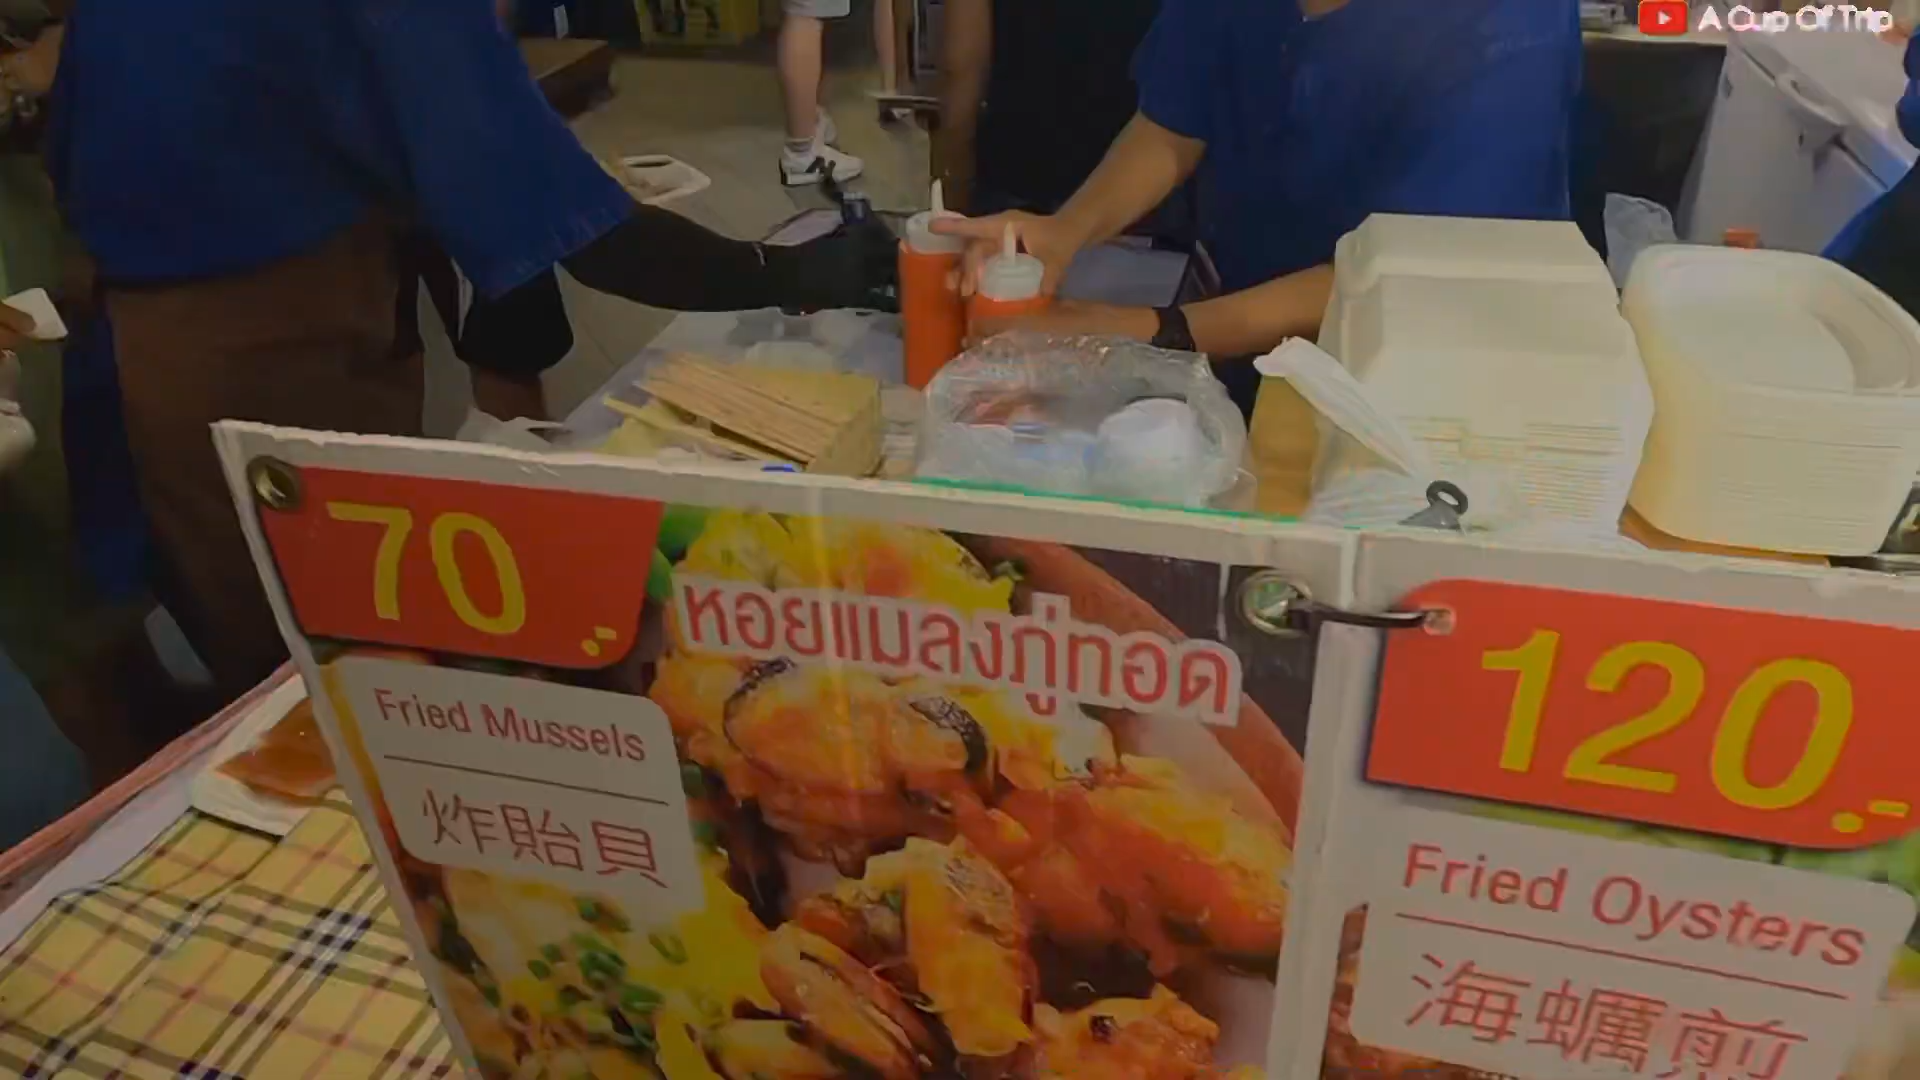 A Cup Of Trip
70.-
หอยแมลงภู่ทอด
Fried Mussels
炸貽貝
120.-
Fried Oysters
海蠣煎